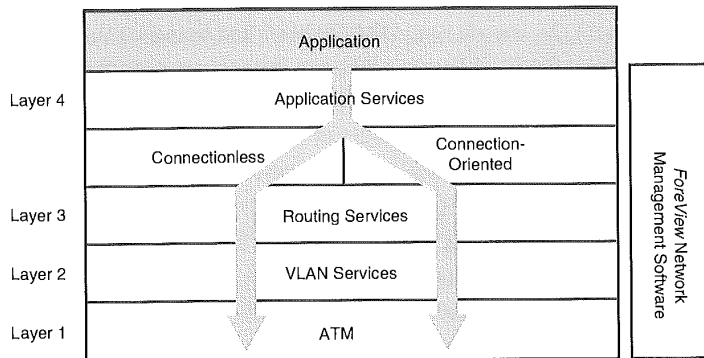 Application
Layer 4
Application Services
Connectionless
Connection-
Oriented
Layer 3
Routing Services
Layer 2
VLAN Services
Layer 1
ATM
ForeView Network
Management Software